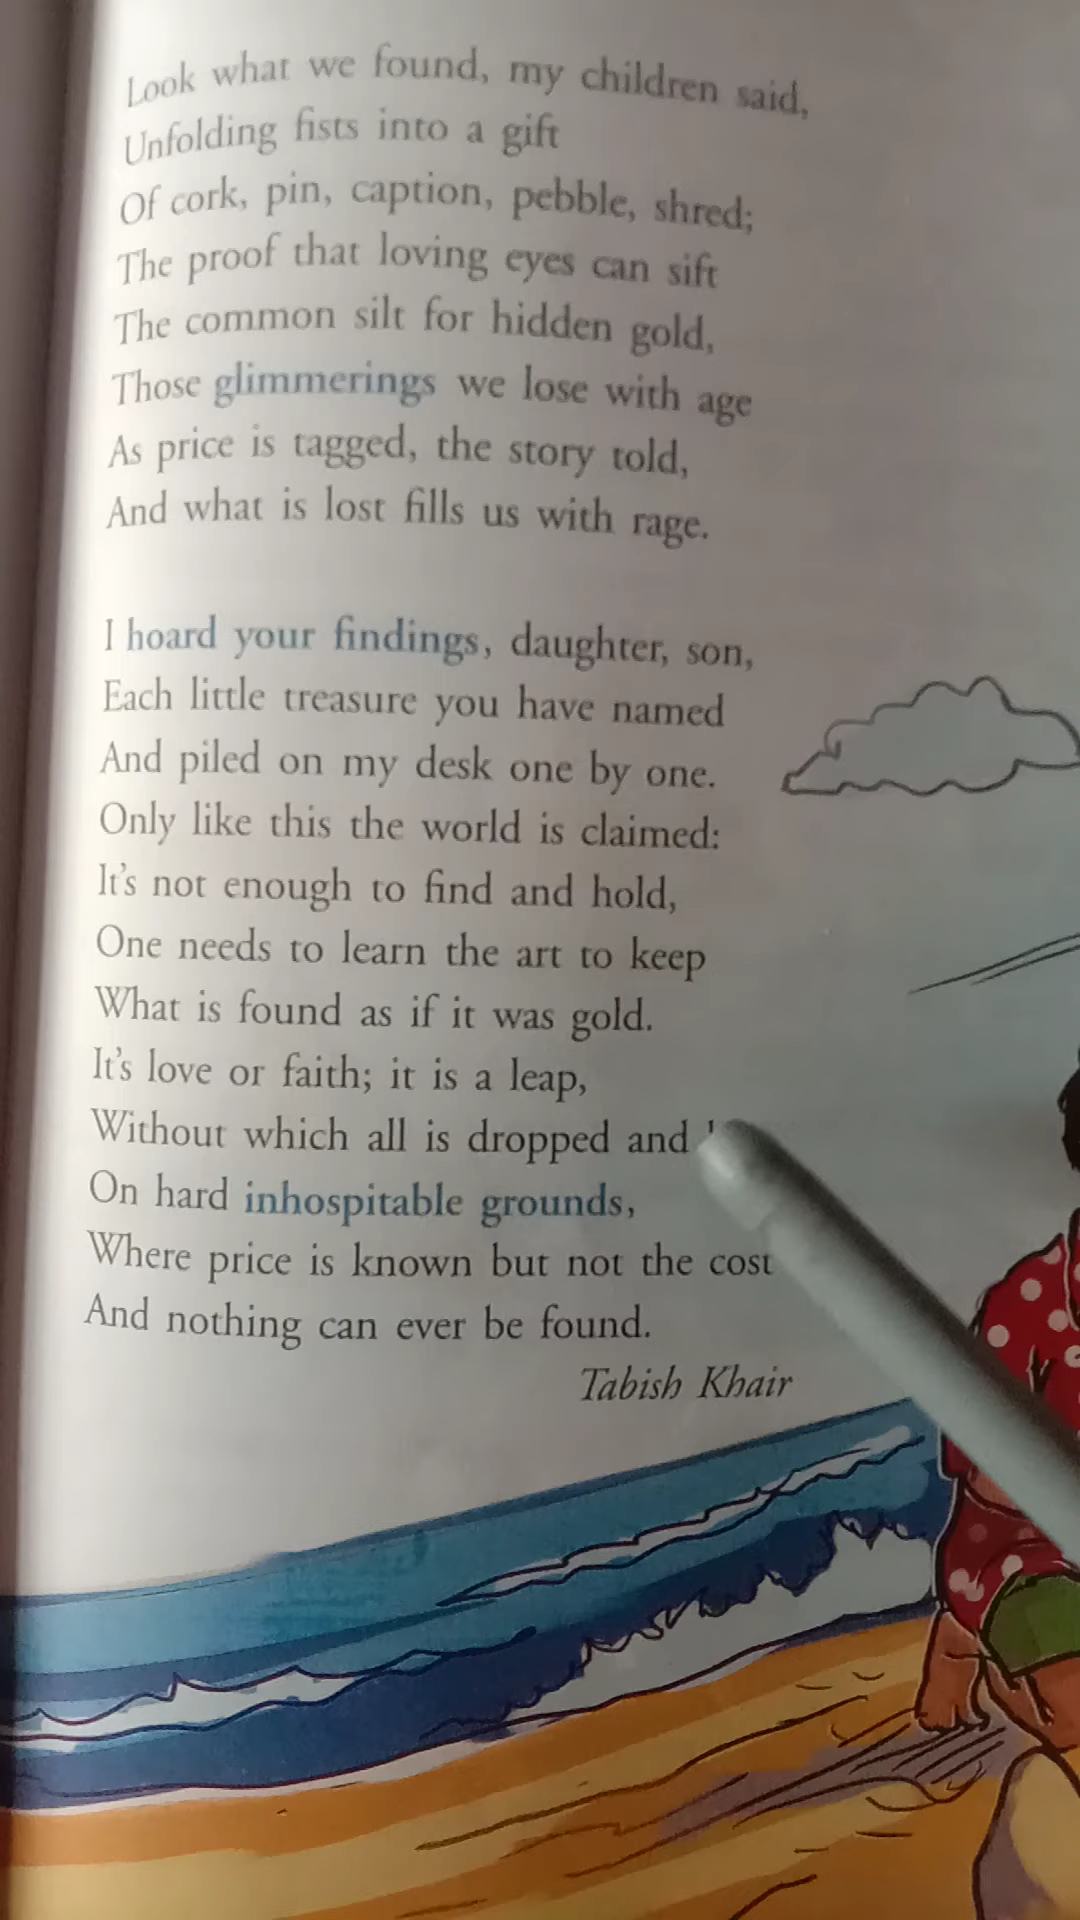 Look what we found, my children said,
Unfolding fists into a gift
Of cork, pin, caption, pebble, shred;
The proof that loving eyes can sift
The common silt for hidden gold,
Those glimmerings we lose with age
As price is tagged, the story told,
And what is lost fills us with rage.
I hoard your findings, daughter, son,
Each little treasure you have named
And piled on my desk one by one.
Only like this the world is claimed:
It's not enough to find and hold,
One needs to learn the art to keep
What is found as if it was gold.
It's love or faith; it is a leap,
Without which all is dropped and
On hard inhospitable grounds,
Where price is known but not the cost
And nothing can ever be found.
Tabish Khair